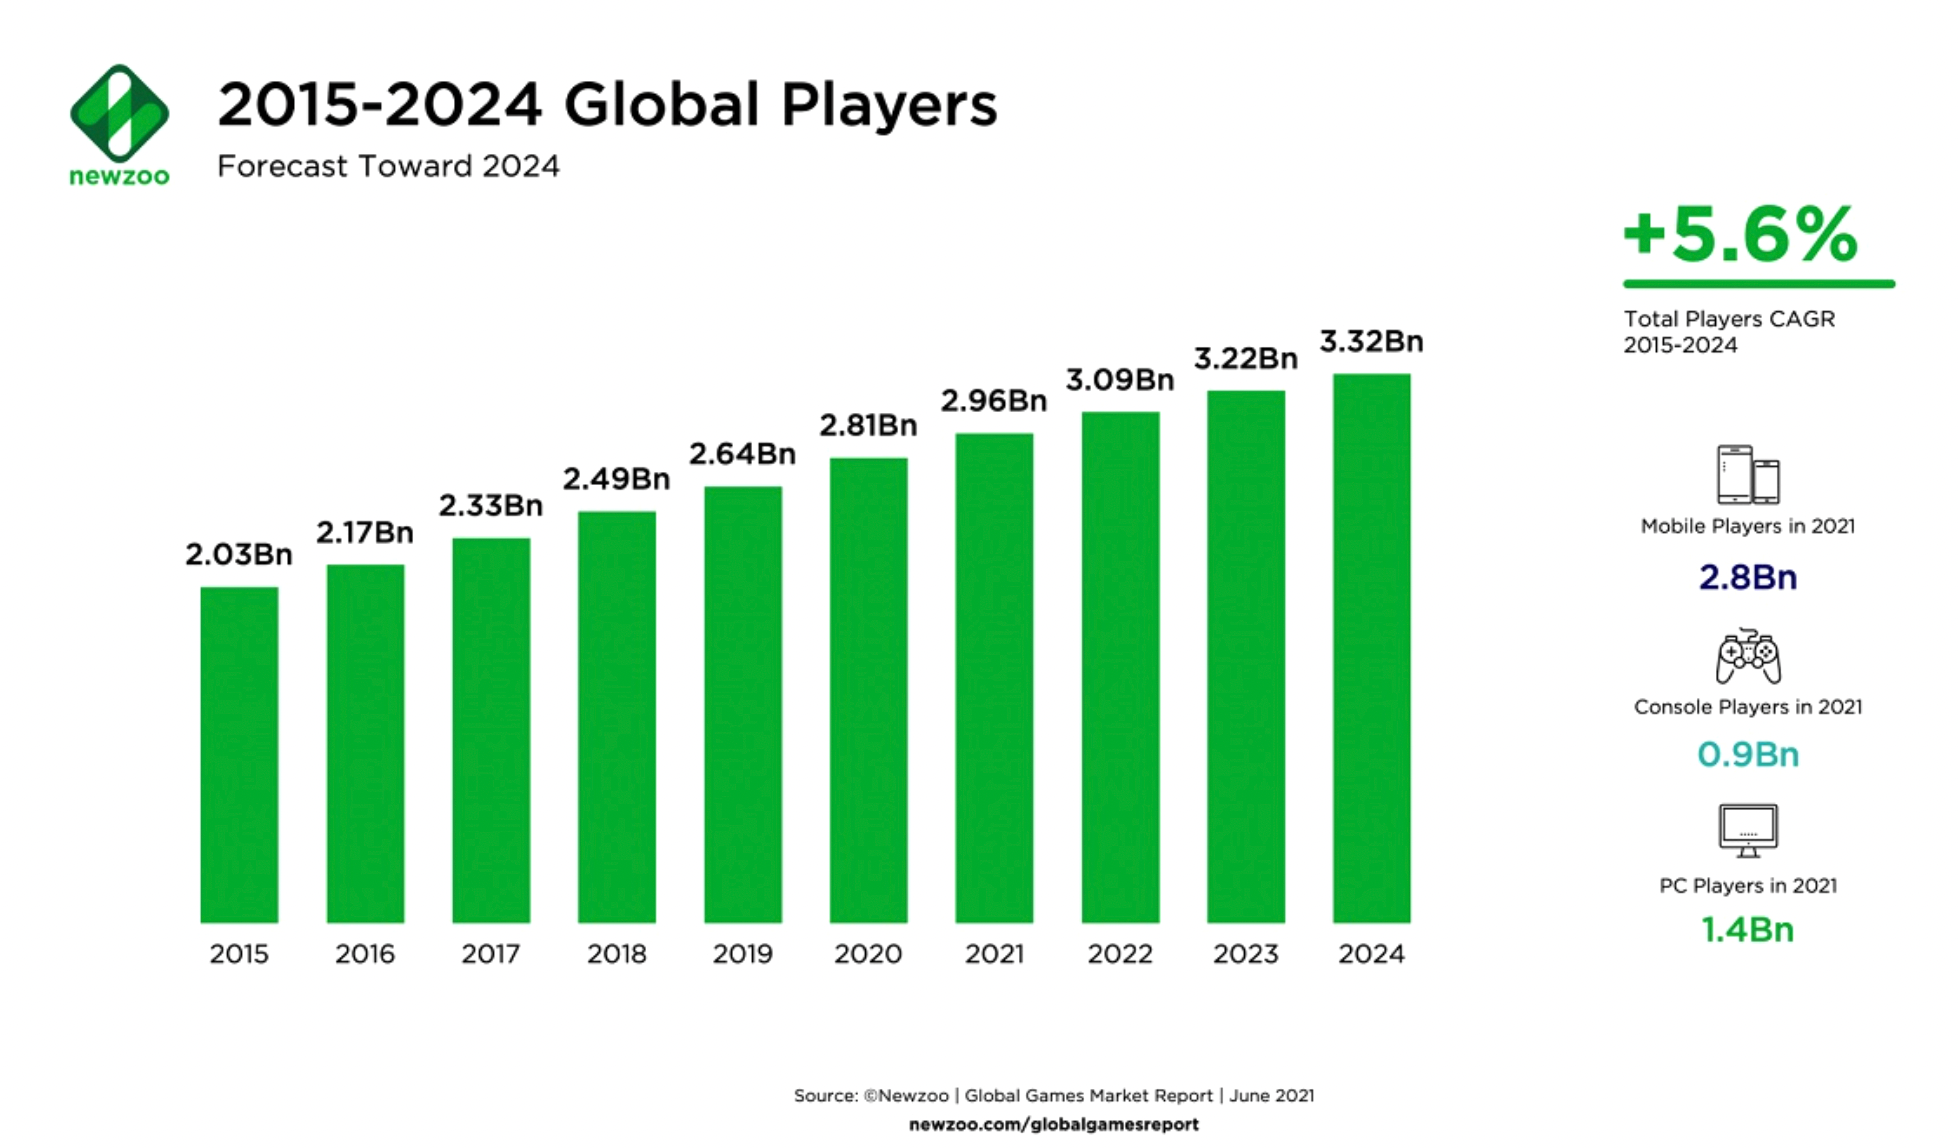 newzoo
2015-2024 Global Players
Forecast Toward 2024
+5.6%
Total Players CAGR
2015-2024
2.03Bn
2.17Bn
2.33Bn
2.49Bn
2.64Bn
2.81Bn
2.96Bn
3.09Bn
3.22Bn
3.32Bn
2015
2016
2017
2018
2019
2020
2021
2022
2023
2024
Mobile Players in 2021
2.8Bn
Console Players in 2021
0.9Bn
PC Players in 2021
1.4Bn
Source: ©Newzoo | Global Games Market Report | June 2021
newzoo.com/globalgamesreport